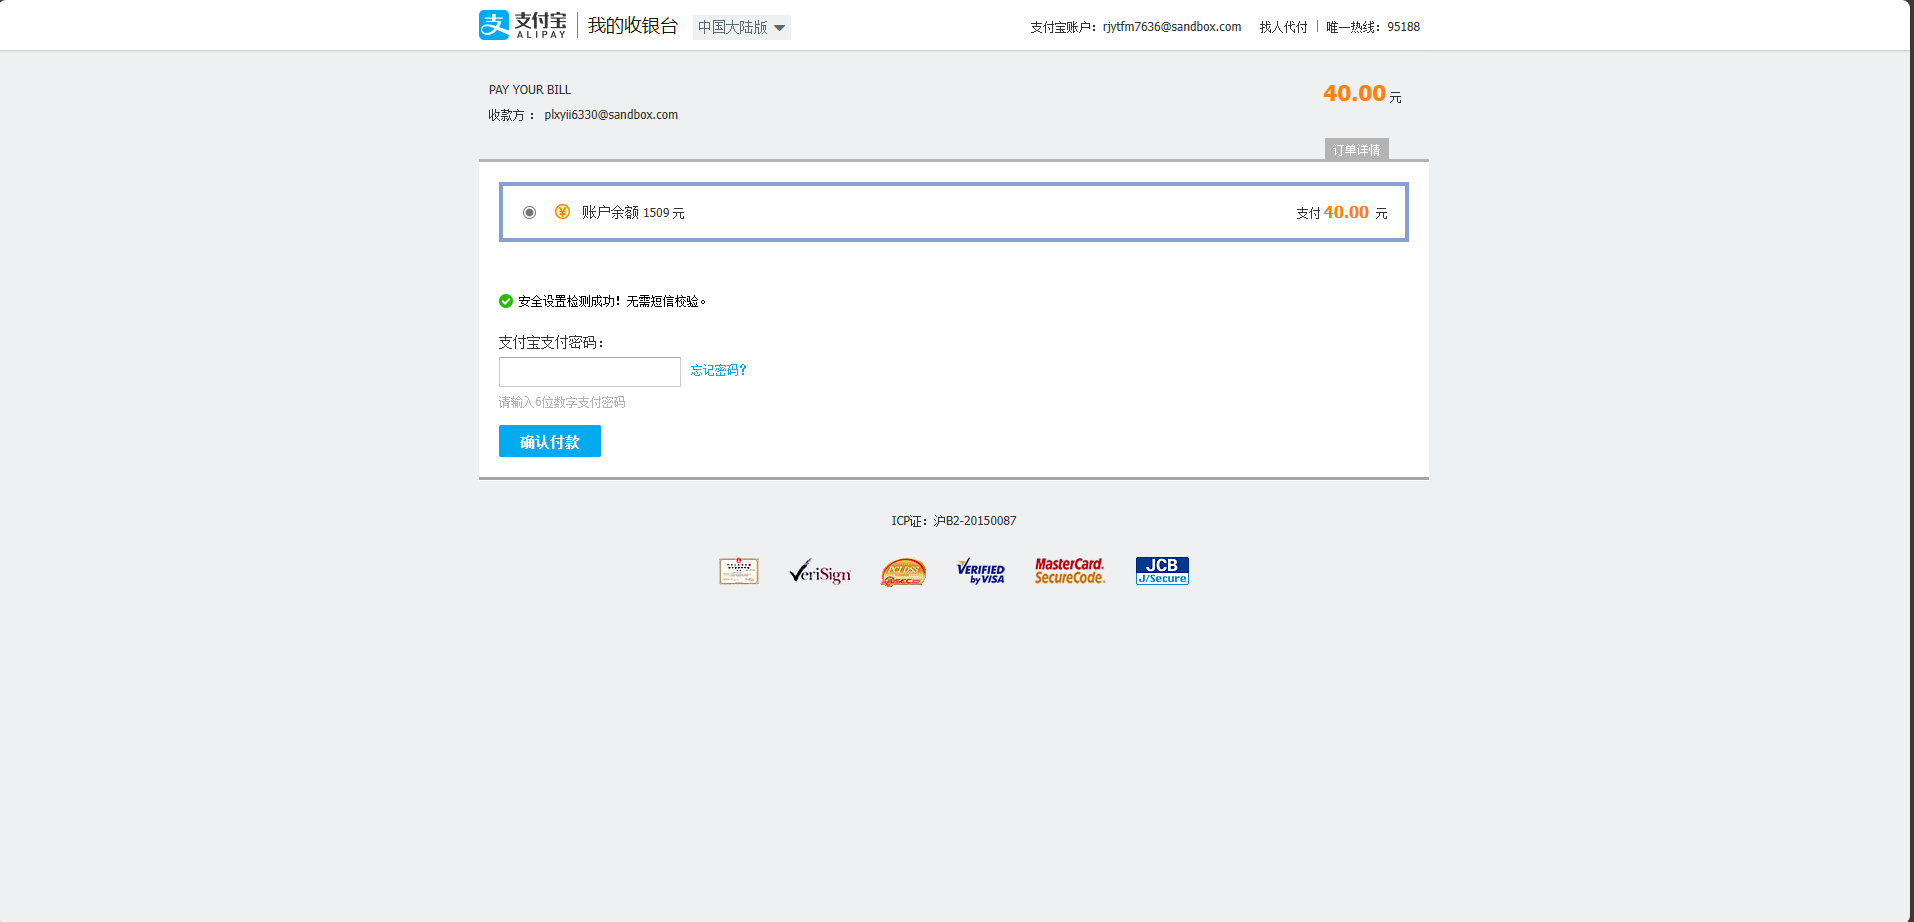 支付宝 ALIPAY 我的收银台 中国大陆版 支付宝账户：rjytfm7636@sandbox.com 找人代付 唯一热线：95188
PAY YOUR BILL 40.00 元
收款方： plxyii6330@sandbox.com
订单详情
账户余额 1509 元 支付 40.00 元
安全设置检测成功！无需短信校验。
支付宝支付密码：
忘记密码？
请输入6位数字支付密码
确认付款
ICP证：沪B2-20150087
VeriSign PCI.DSS VERIFIED by VISA MasterCard. SecureCode. JCB J/Secure